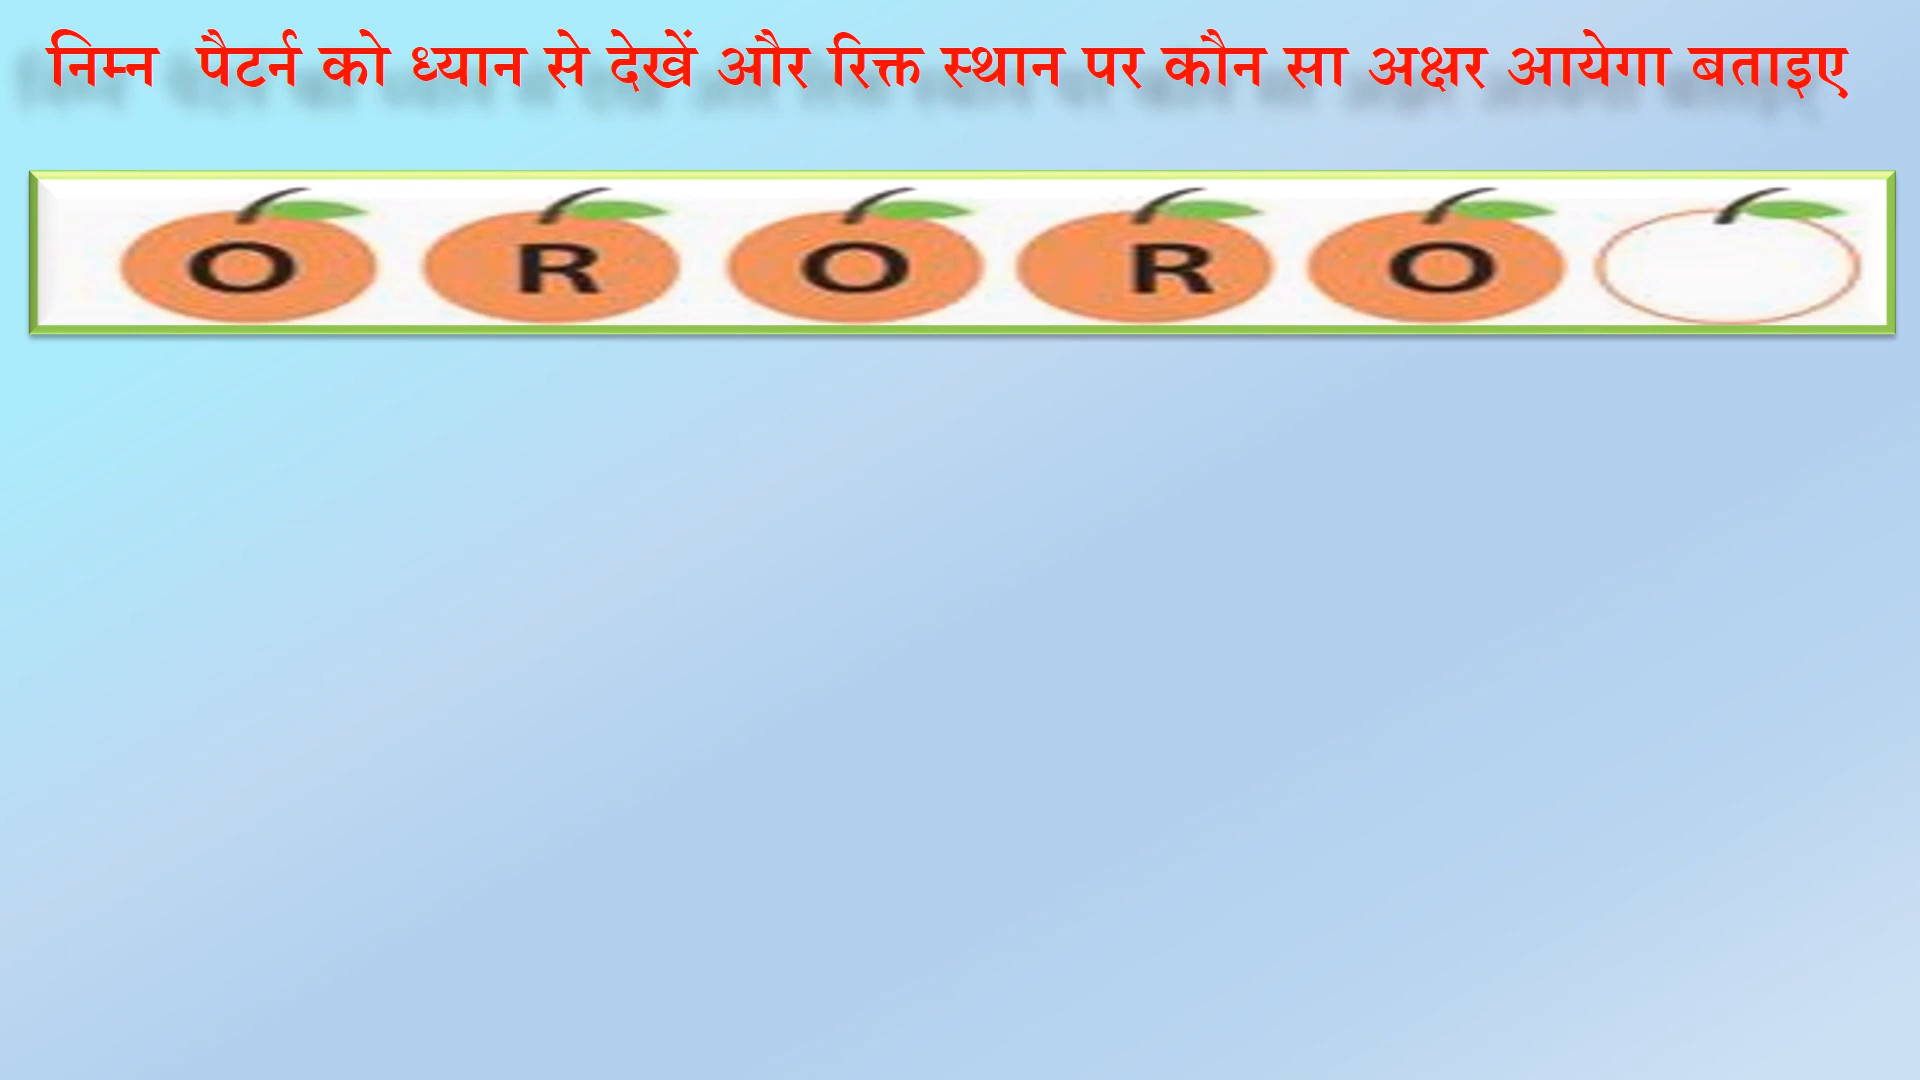 निम्न पैटर्न को ध्यान से देखें और रिक्त स्थान पर कौन सा अक्षर आयेगा बताइए
O R O R O